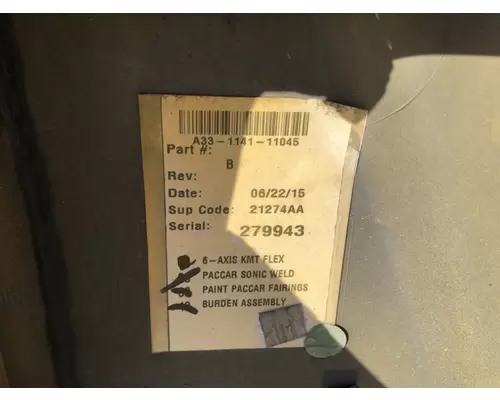 A33-1141-11045
Part #:
B
Rev:
Date: 06/22/15
Sup Code: 21274AA
Serial: 279943
6-AXIS KMT FLEX
PACCAR SONIC WELD
PAINT PACCAR FAIRINGS
BURDEN ASSEMBLY